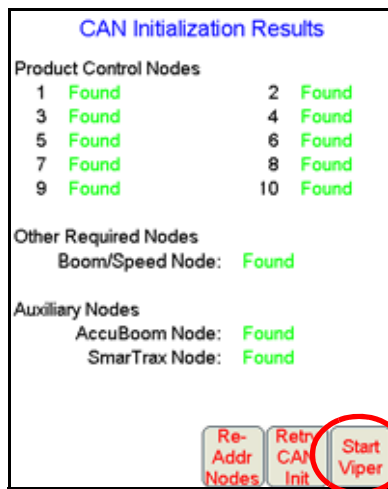 CAN Initialization Results
Product Control Nodes
1 Found 2 Found
3 Found 4 Found
5 Found 6 Found
7 Found 8 Found
9 Found 10 Found
Other Required Nodes
Boom/Speed Node: Found
Auxiliary Nodes
AccuBoom Node: Found
SmarTrax Node: Found
Re-
Addr
Nodes
Retry
CAN
Init
Start
Viper